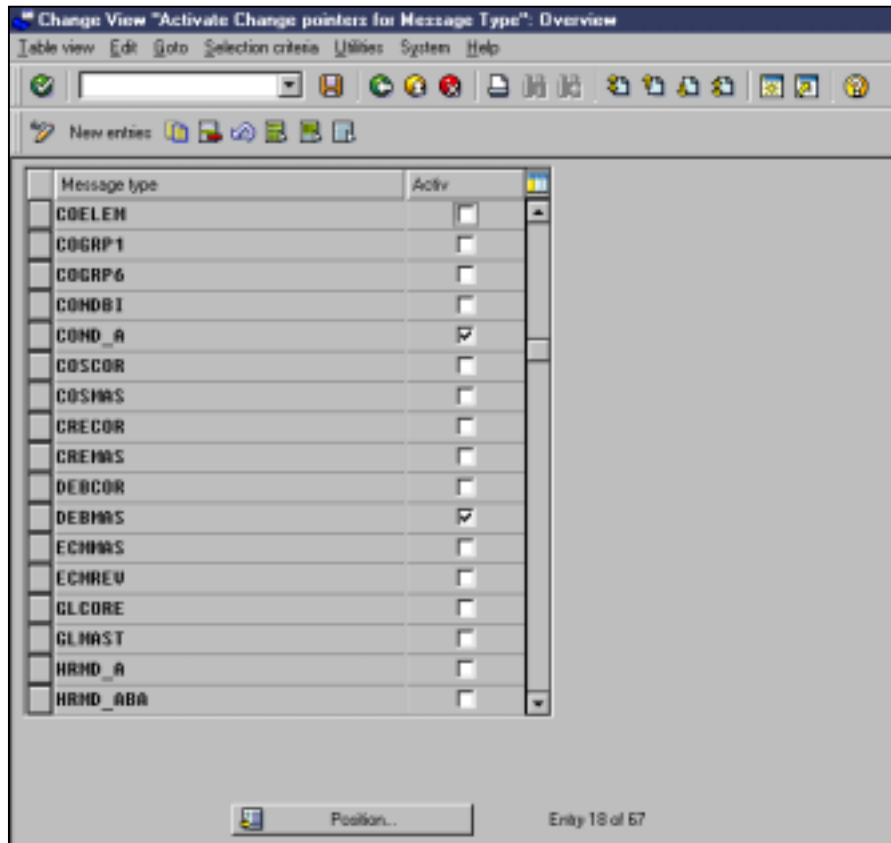 Change View "Activate Change pointers for Message Type": Overview
Table view Edit Goto Selection criteria Utilities System Help
New entries
Message type Activ
COELEM
COGRP1
COGRP6
CONDBI
COND_A
COSCOR
COSMAS
CRECOR
CREMAS
DEBCOR
DEBMAS
ECMMAS
ECMREV
GLCORE
GLMAST
HRMD_A
HRMD_ABA
Position...
Entry 18 of 67